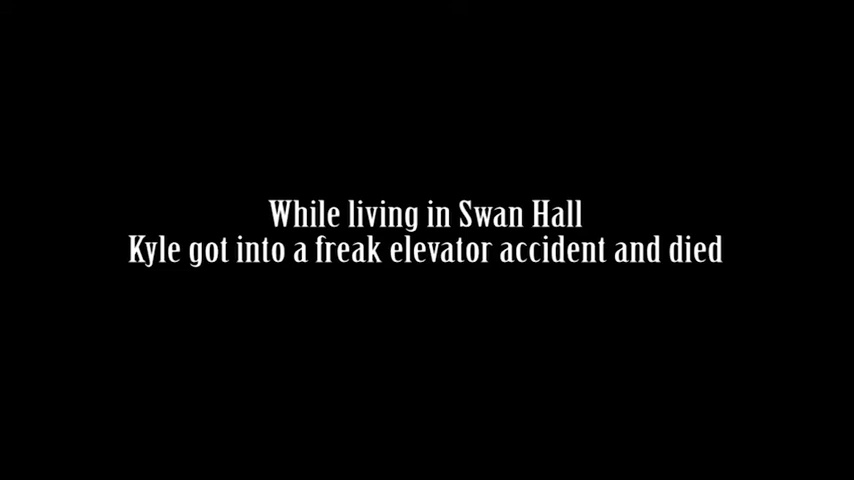 While living in Swan Hall
Kyle got into a freak elevator accident and died